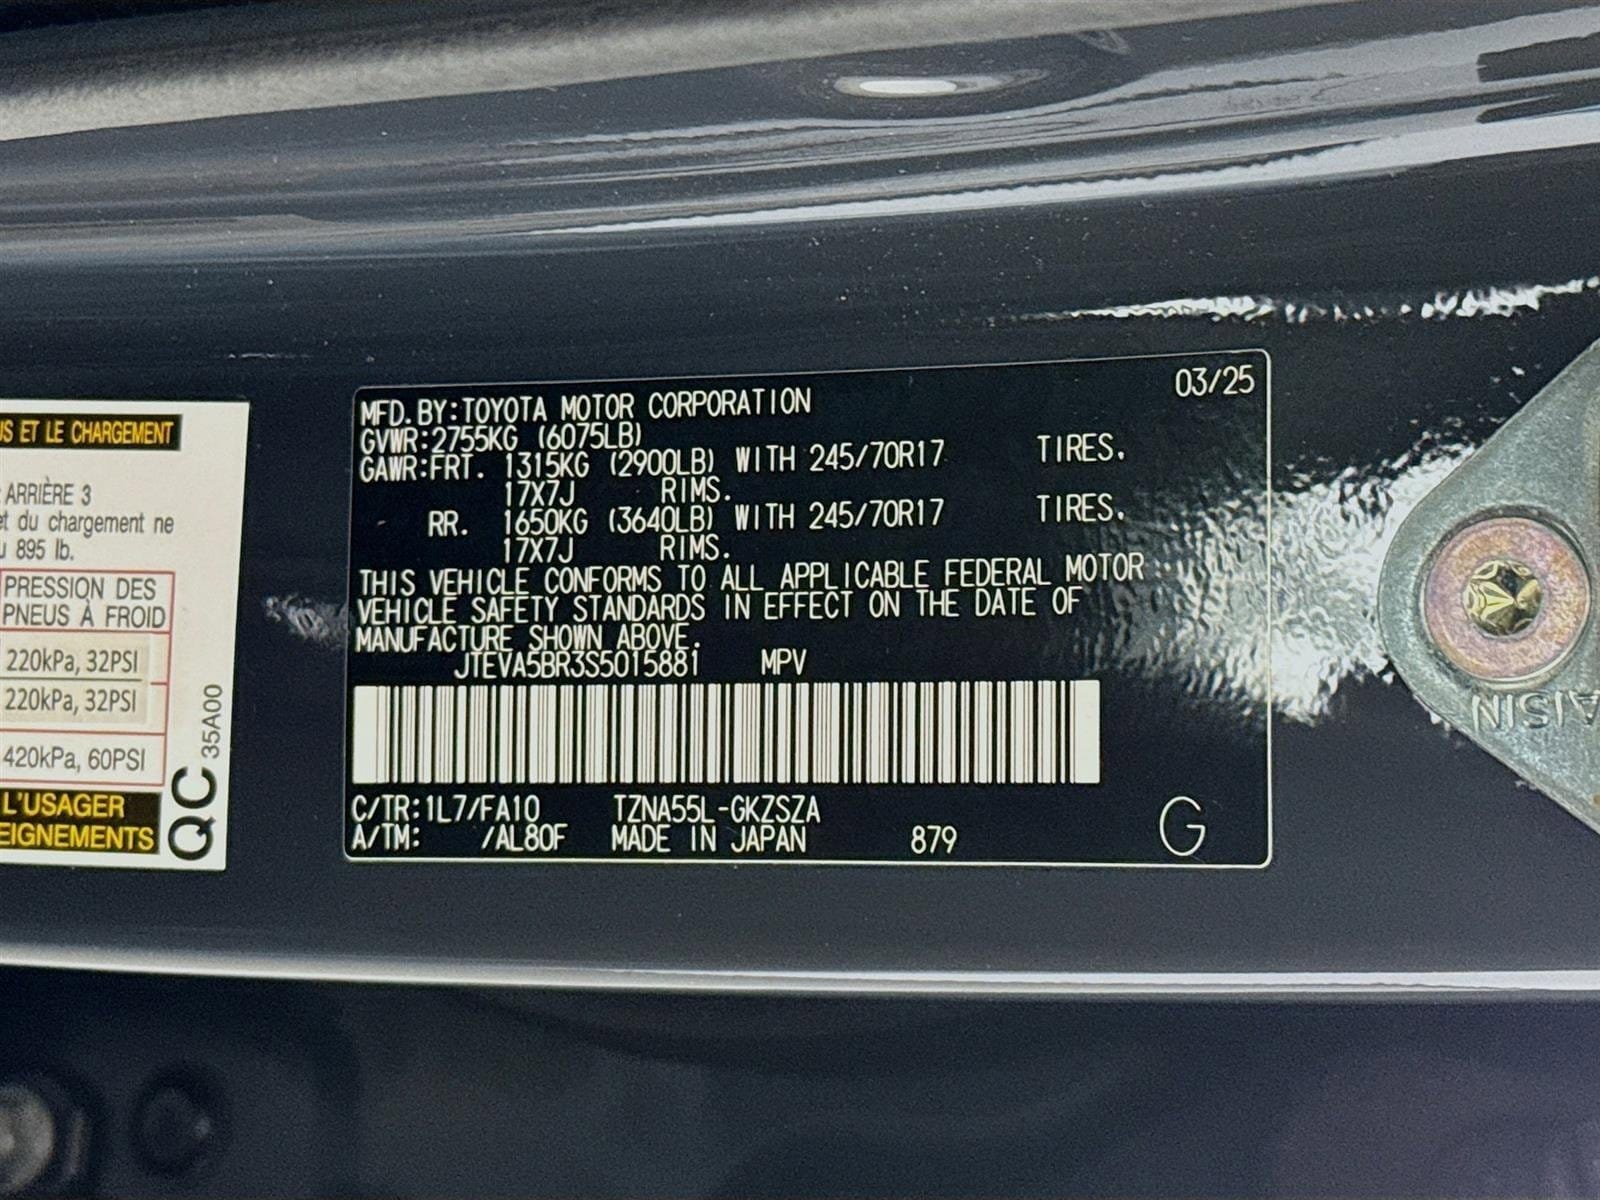 US ET LE CHARGEMENT
ARRIÈRE 3
et du chargement ne
895 lb.
PRESSION DES
PNEUS À FROID
220kPa, 32PSI
220kPa, 32PSI
420kPa, 60PSI
L'USAGER
EIGNEMENTS
QC 35A00
03/25
MFD. BY: TOYOTA MOTOR CORPORATION
GVWR: 2755KG (6075LB)
GAWR: FRT. 1315KG (2900LB) WITH 245/70R17 TIRES.
17X7J RIMS.
RR. 1650KG (3640LB) WITH 245/70R17 TIRES.
17X7J RIMS.
THIS VEHICLE CONFORMS TO ALL APPLICABLE FEDERAL MOTOR
VEHICLE SAFETY STANDARDS IN EFFECT ON THE DATE OF
MANUFACTURE SHOWN ABOVE.
JTEVA5BR3S5015881 MPV
C/TR: 1L7/FA10 TZNA55L-GKZSZA
A/TM: /AL80F MADE IN JAPAN 879 G
AISIN